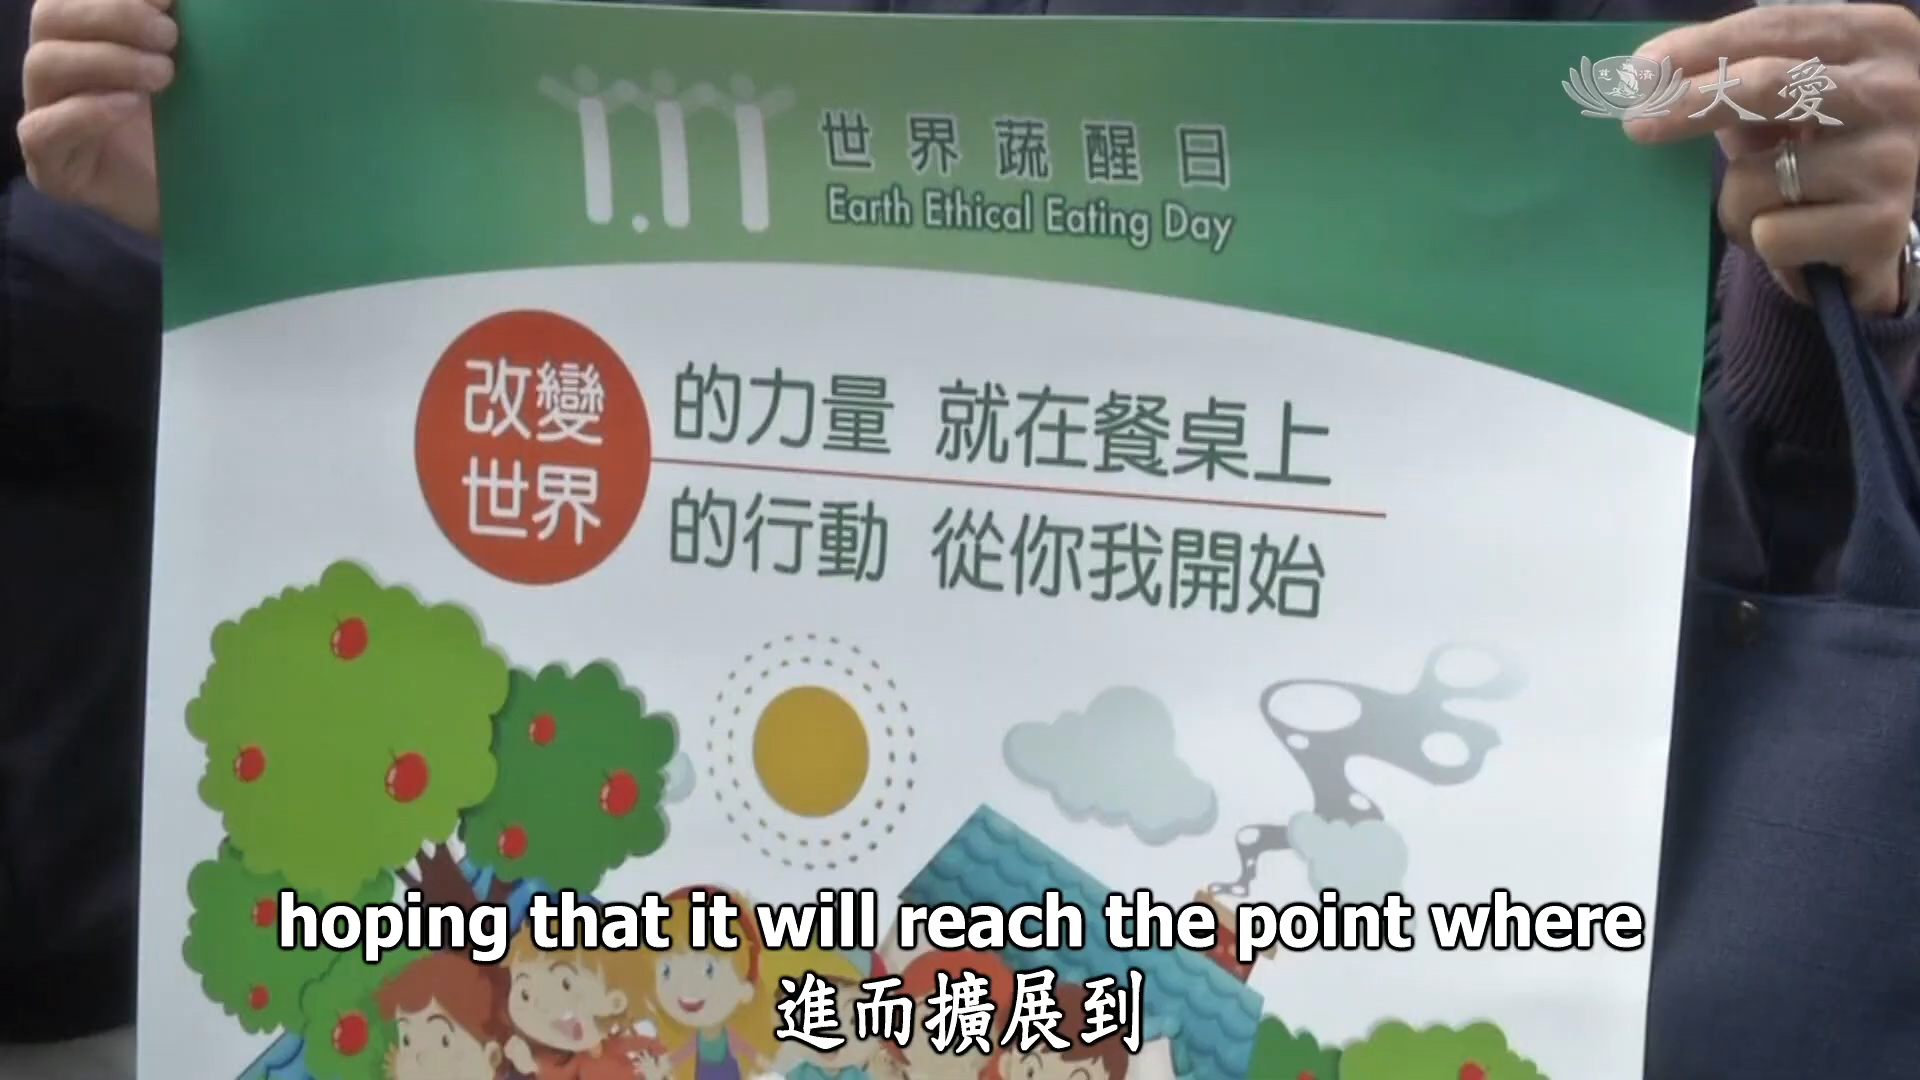 1.11
世界蔬醒日
Earth Ethical Eating Day
慈濟
大愛
改變世界
的力量 就在餐桌上
的行動 從你我開始
hoping that it will reach the point where
進而擴展到